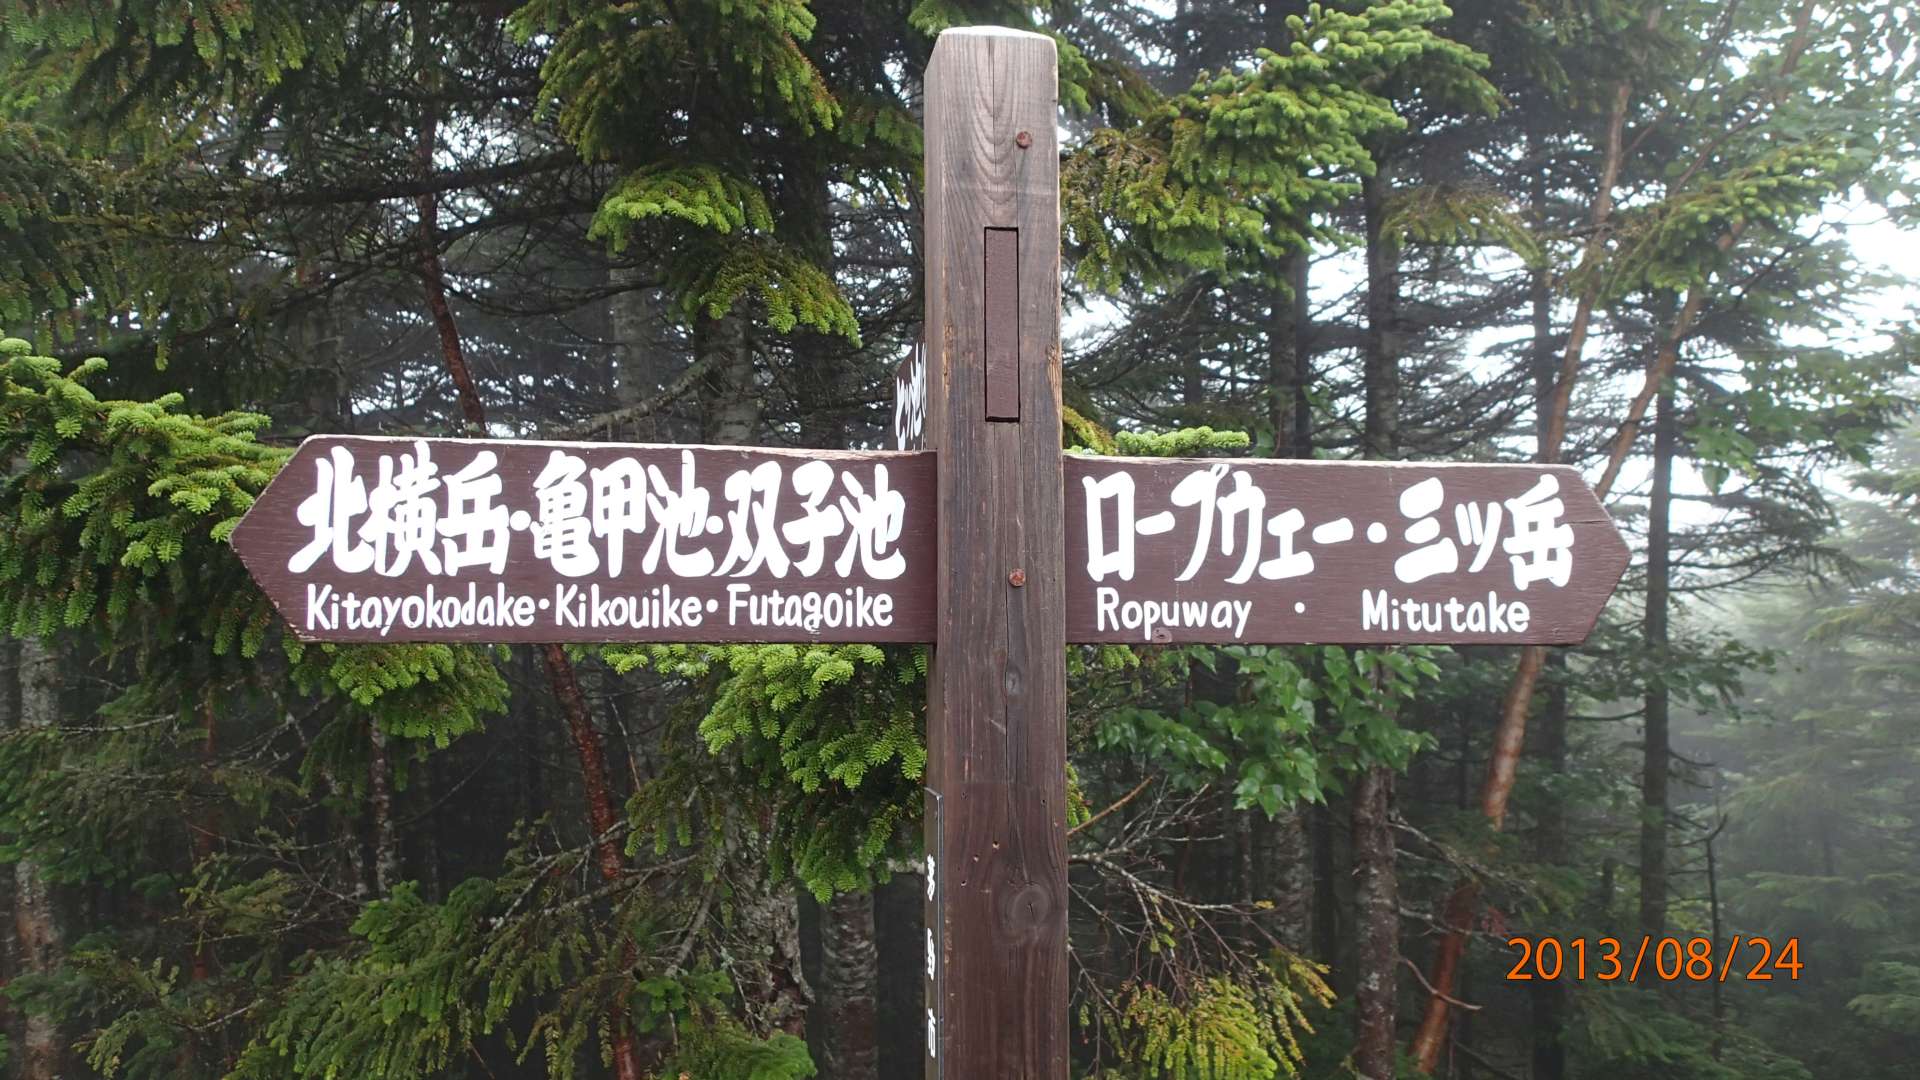 北横岳・亀甲池・双子池
Kitayokodake・Kikouike・Futagoike
ロープウェー・三ツ岳
Ropuway ・ Mitutake
2013/08/24